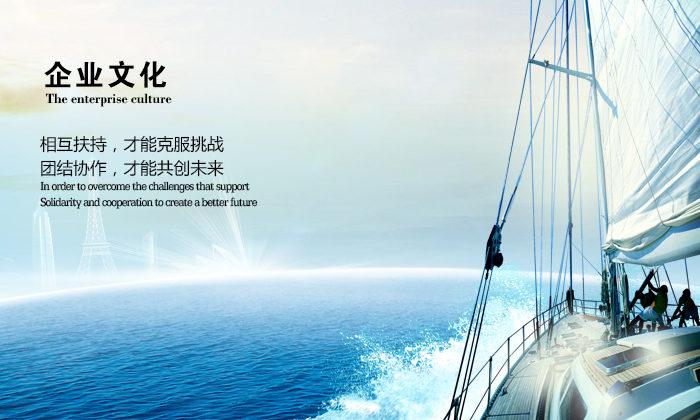 企业文化
The enterprise culture
相互扶持，才能克服挑战
团结协作，才能共创未来
In order to overcome the challenges that support
Solidarity and cooperation to create a better future